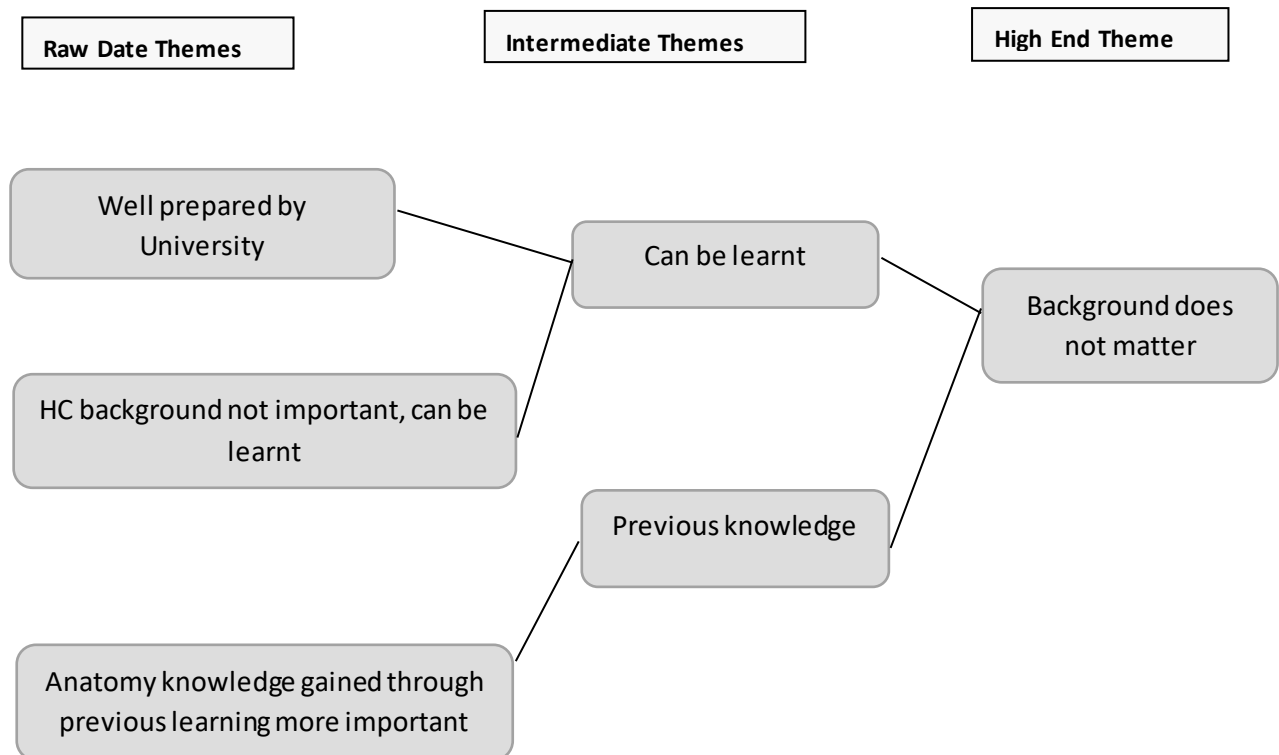 Raw Date Themes
Intermediate Themes
High End Theme
Well prepared by
University
HC background not important, can be
learnt
Anatomy knowledge gained through
previous learning more important
Can be learnt
Previous knowledge
Background does
not matter